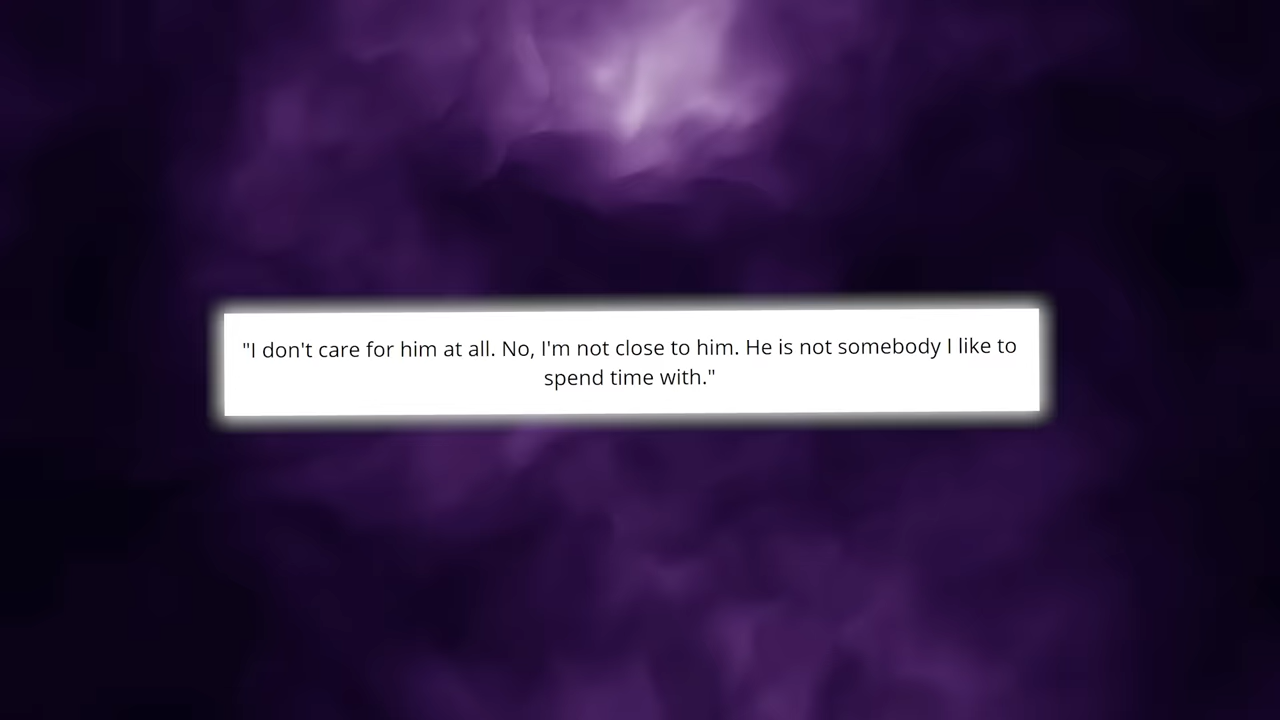 "I don't care for him at all. No, I'm not close to him. He is not somebody I like to
spend time with."